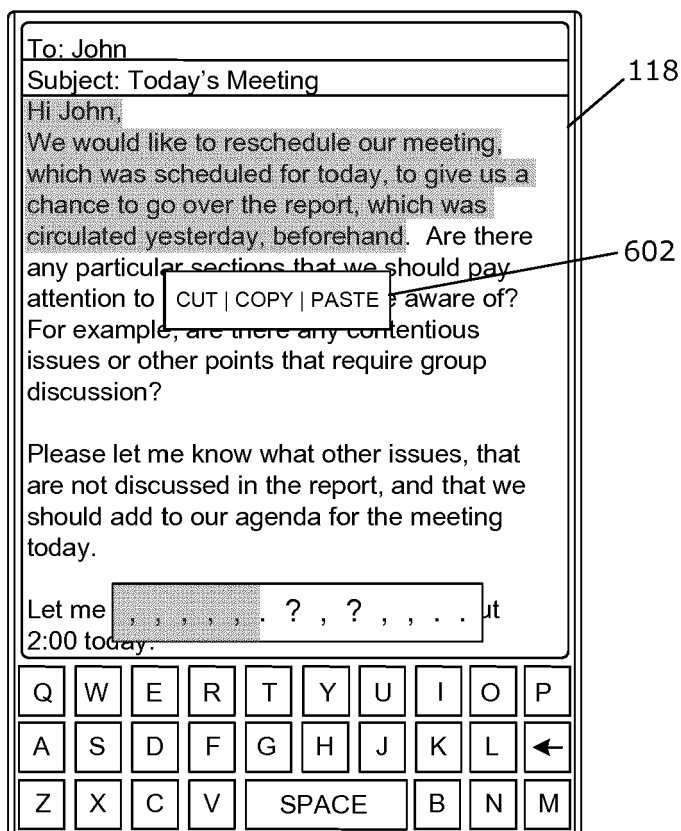 To: John
Subject: Today's Meeting
118
Hi John,
We would like to reschedule our meeting,
which was scheduled for today, to give us a
chance to go over the report, which was
circulated yesterday, beforehand. Are there
602
any particular sections that we should pay
attention to CUT | COPY | PASTE aware of?
For example, are there any contentious
issues or other points that require group
discussion?
Please let me know what other issues, that
are not discussed in the report, and that we
should add to our agenda for the meeting
today.
Let me , , , , , . ? , ? , , . . ut
2:00 today.
Q W E R T Y U I O P
A S D F G H J K L ←
Z X C V SPACE B N M